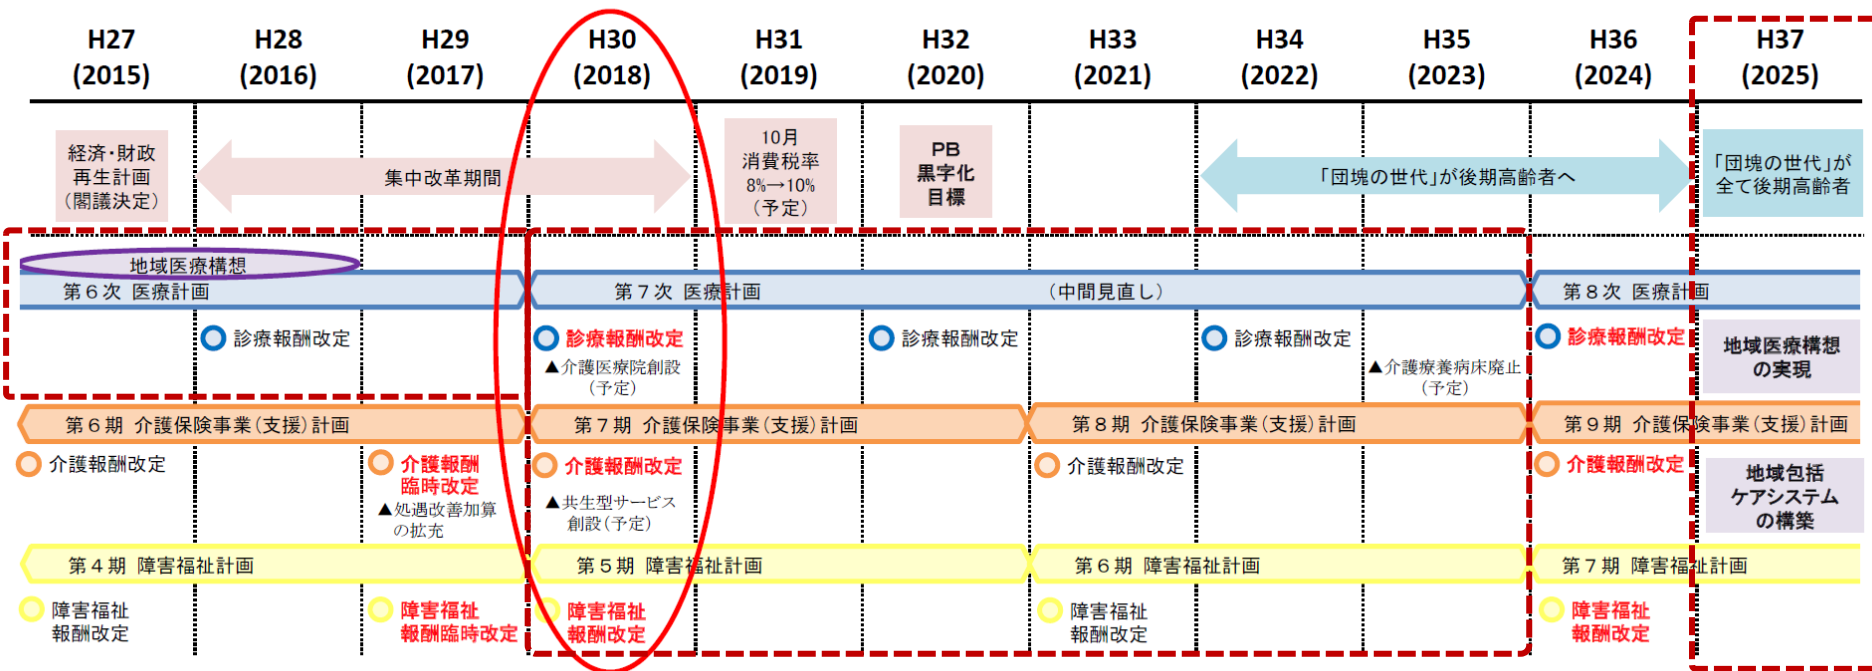 H27 H28 H29 H30 H31 H32 H33 H34 H35 H36 H37
(2015) (2016) (2017) (2018) (2019) (2020) (2021) (2022) (2023) (2024) (2025)
経済・財政
再生計画
(閣議決定)
集中改革期間
10月
消費税率
8%→10%
(予定)
PB
黒字化
目標
「団塊の世代」が後期高齢者へ
「団塊の世代」が
全て後期高齢者
地域医療構想
第6次 医療計画
第7次 医療計画 (中間見直し)
第8次 医療計画
診療報酬改定
診療報酬改定
▲介護医療院創設
(予定)
診療報酬改定
診療報酬改定
▲介護療養病床廃止
(予定)
診療報酬改定
地域医療構想
の実現
第6期 介護保険事業(支援)計画
第7期 介護保険事業(支援)計画
第8期 介護保険事業(支援)計画
第9期 介護保険事業(支援)計画
介護報酬改定
介護報酬
臨時改定
▲処遇改善加算
の拡充
介護報酬改定
▲共生型サービス
創設(予定)
介護報酬改定
介護報酬改定
地域包括
ケアシステム
の構築
第4期 障害福祉計画
第5期 障害福祉計画
第6期 障害福祉計画
第7期 障害福祉計画
障害福祉
報酬改定
障害福祉
報酬臨時改定
障害福祉
報酬改定
障害福祉
報酬改定
障害福祉
報酬改定